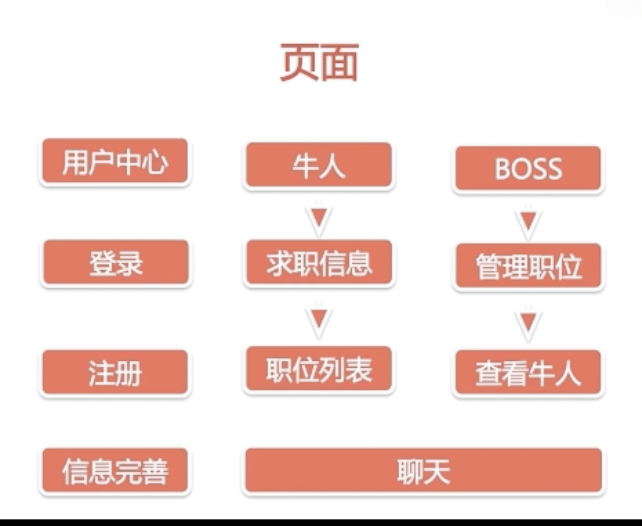 页面
用户中心
牛人
BOSS
登录
求职信息
管理职位
注册
职位列表
查看牛人
信息完善
聊天